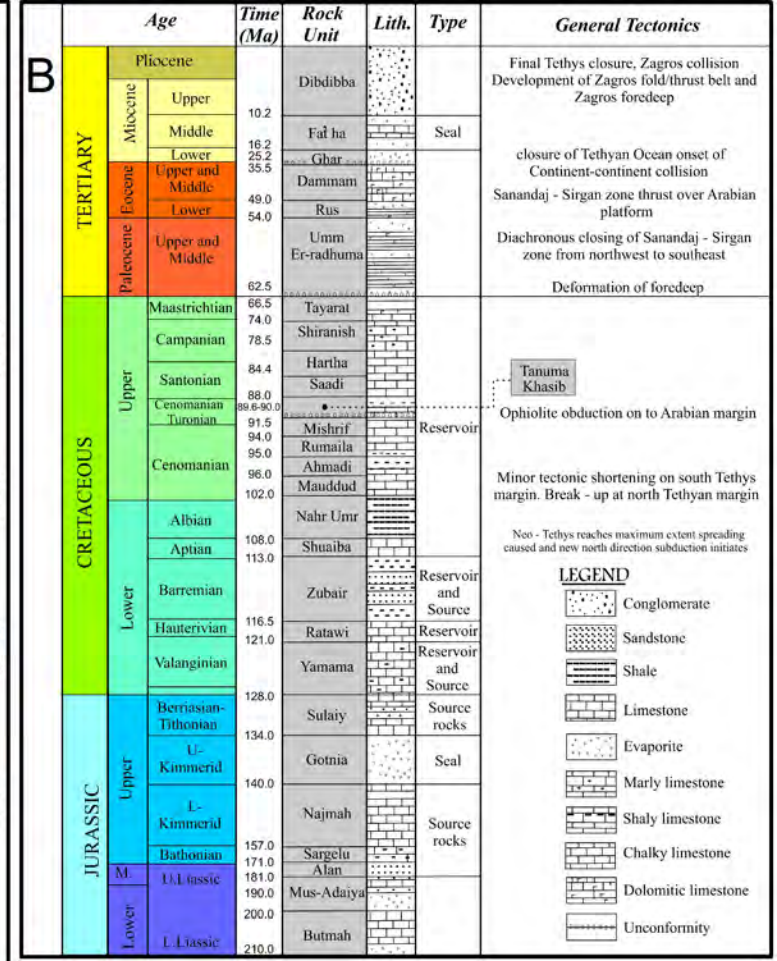 B
Age
Time
(Ma)
Rock
Unit
Lith.
Type
General Tectonics
TERTIARY
Pliocene
Miocene
Upper
Middle
Lower
Eocene
Upper and
Middle
Lower
Paleocene
Upper and
Middle
CRETACEOUS
Upper
Maastrichtian
Campanian
Santonian
Cenomanian
Turonian
Cenomanian
Lower
Albian
Aptian
Barremian
Hauterivian
Valanginian
JURASSIC
Upper
Berriasian-
Tithonian
U-
Kimmerid
L-
Kimmerid
Bathonian
M.
U.Liassic
Lower
L.Liassic
10.2
16.2
25.2
35.5
49.0
54.0
62.5
66.5
74.0
78.5
84.4
88.0
89.6-90.0
91.5
94.0
95.0
96.0
102.0
108.0
113.0
116.5
121.0
128.0
134.0
140.0
157.0
171.0
181.0
190.0
200.0
210.0
Dibdibba
Fat ha
Ghar
Dammam
Rus
Umm
Er-radhuma
Tayarat
Shiranish
Hartha
Saadi
Mishrif
Rumaila
Ahmadi
Mauddud
Nahr Umr
Shuaiba
Zubair
Ratawi
Yamama
Sulaiy
Gotnia
Najmah
Sargelu
Alan
Mus-Adaiya
Butmah
Seal
Reservoir
Reservoir
and
Source
Reservoir
Reservoir
and
Source
Source
rocks
Seal
Source
rocks
Final Tethys closure, Zagros collision
Development of Zagros fold/thrust belt and
Zagros foredeep
closure of Tethyan Ocean onset of
Continent-continent collision
Sanandaj - Sirgan zone thrust over Arabian
platform
Diachronous closing of Sanandaj - Sirgan
zone from northwest to southeast
Deformation of foredeep
Tanuma
Khasib
Ophiolite obduction on to Arabian margin
Minor tectonic shortening on south Tethys
margin. Break - up at north Tethyan margin
Neo - Tethys reaches maximum extent spreading
caused and new north direction subduction initiates
LEGEND
Conglomerate
Sandstone
Shale
Limestone
Evaporite
Marly limestone
Shaly limestone
Chalky limestone
Dolomitic limestone
Unconformity